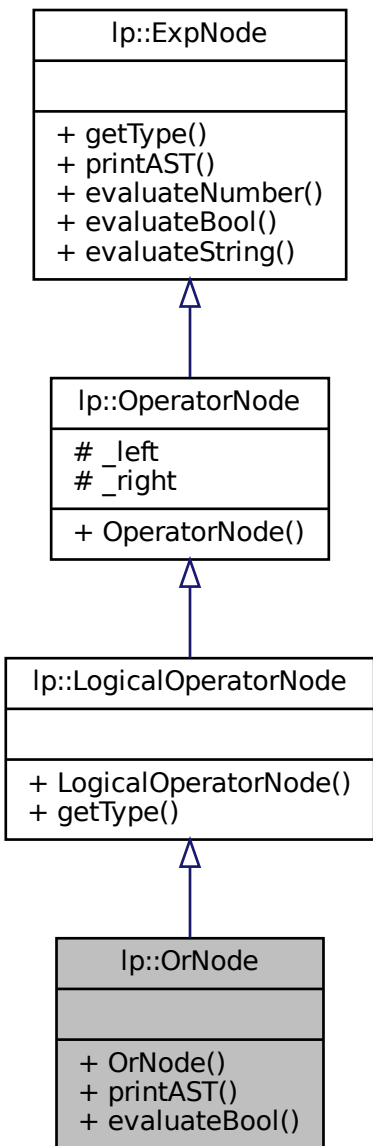 lp::ExpNode
+ getType()
+ printAST()
+ evaluateNumber()
+ evaluateBool()
+ evaluateString()
lp::OperatorNode
# _left
# _right
+ OperatorNode()
lp::LogicalOperatorNode
+ LogicalOperatorNode()
+ getType()
lp::OrNode
+ OrNode()
+ printAST()
+ evaluateBool()